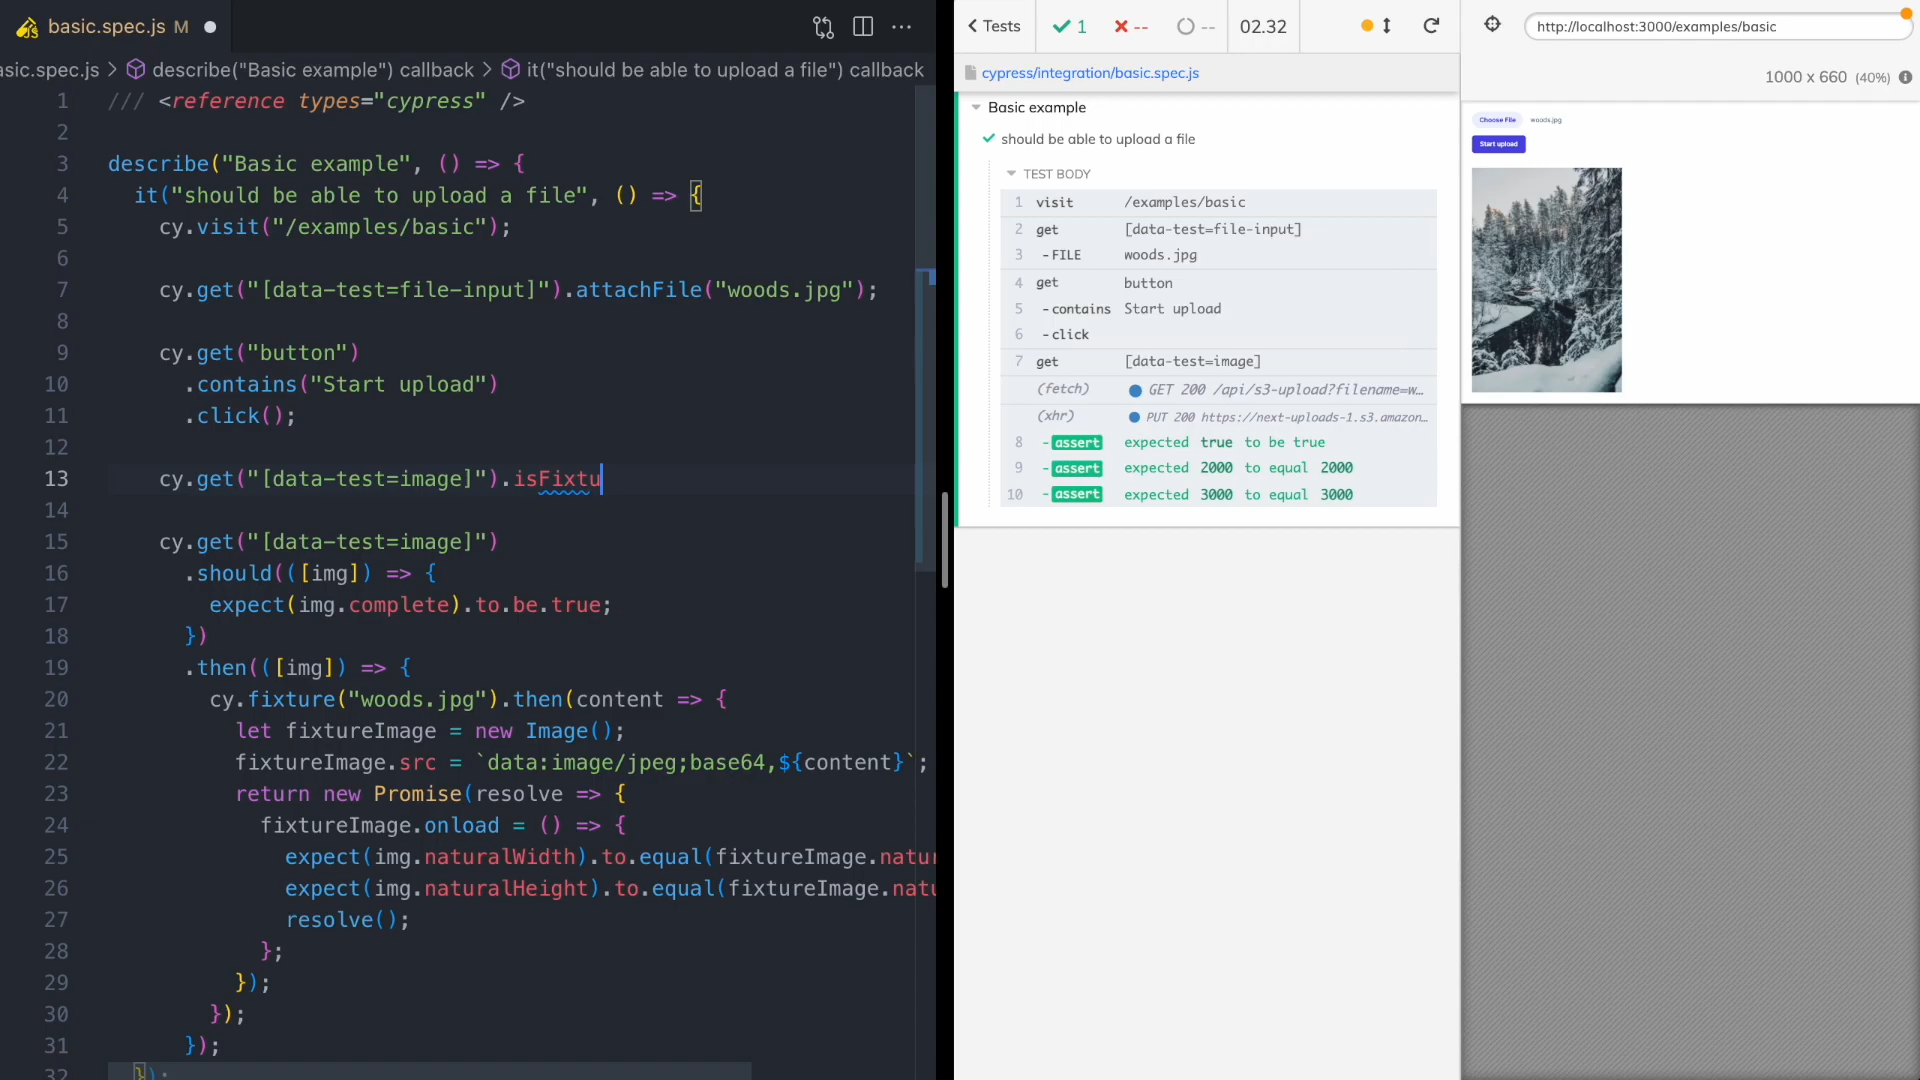 basic.spec.js M
asic.spec.js > describe("Basic example") callback > it("should be able to upload a file") callback
1 /// <reference types="cypress" />
2
3 describe("Basic example", () => {
4 it("should be able to upload a file", () => {
5 cy.visit("/examples/basic");
6
7 cy.get("[data-test=file-input]").attachFile("woods.jpg");
8
9 cy.get("button")
10 .contains("Start upload")
11 .click();
12
13 cy.get("[data-test=image]").isFixtu
14
15 cy.get("[data-test=image]")
16 .should(([img]) => {
17 expect(img.complete).to.be.true;
18 })
19 .then(([img]) => {
20 cy.fixture("woods.jpg").then(content => {
21 let fixtureImage = new Image();
22 fixtureImage.src = `data:image/jpeg;base64,${content}`;
23 return new Promise(resolve => {
24 fixtureImage.onload = () => {
25 expect(img.naturalWidth).to.equal(fixtureImage.natur
26 expect(img.naturalHeight).to.equal(fixtureImage.natu
27 resolve();
28 };
29 });
30 });
31 });
32 });
< Tests
1
--
--
02.32
cypress/integration/basic.spec.js
Basic example
should be able to upload a file
TEST BODY
1 visit /examples/basic
2 get [data-test=file-input]
3 -FILE woods.jpg
4 get button
5 -contains Start upload
6 -click
7 get [data-test=image]
(fetch) GET 200 /api/s3-upload?filename=w...
(xhr) PUT 200 https://next-uploads-1.s3.amazon...
8 -assert expected true to be true
9 -assert expected 2000 to equal 2000
10 -assert expected 3000 to equal 3000
http://localhost:3000/examples/basic
1000 x 660 (40%)
Choose File woods.jpg
Start upload